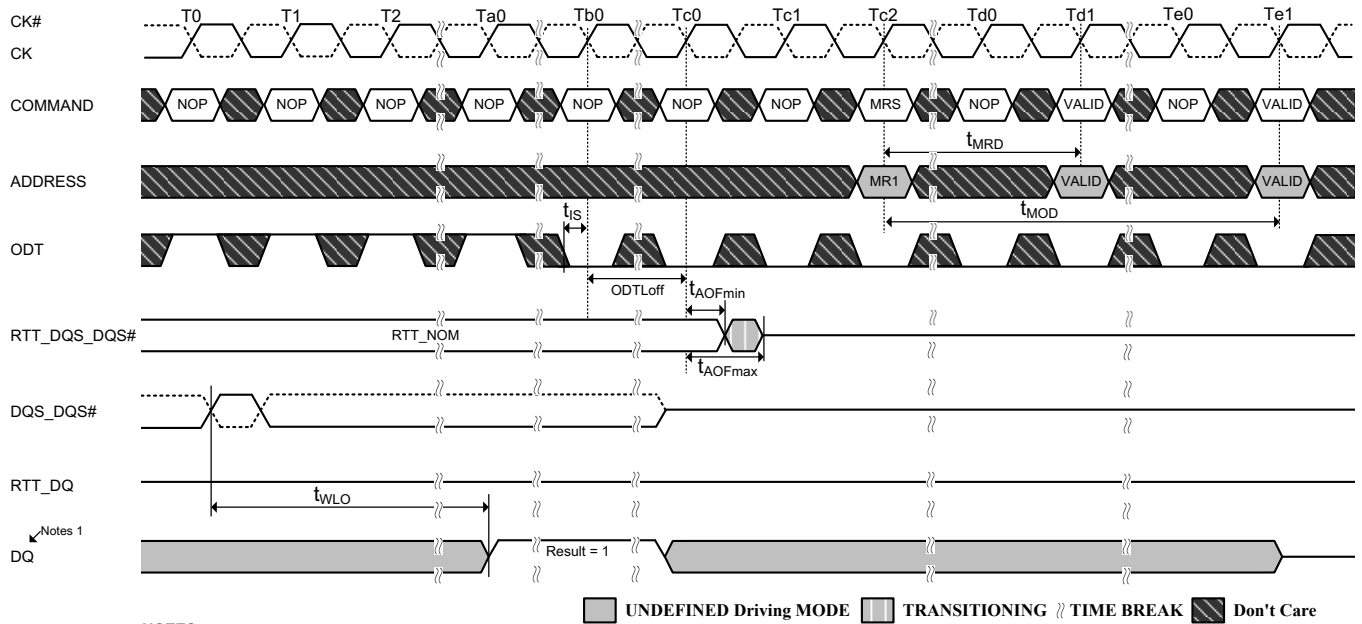 T0 T1 T2 Ta0 Tb0 Tc0 Tc1 Tc2 Td0 Td1 Te0 Te1
CK#
CK
COMMAND NOP NOP NOP NOP NOP NOP NOP MRS NOP VALID NOP VALID
tMRD
ADDRESS MR1 VALID VALID
tIS tMOD
ODT
ODTLoff tAOFmin
RTT_DQS_DQS# RTT_NOM
tAOFmax
DQS_DQS#
RTT_DQ
tWLO
Notes 1
DQ Result = 1
UNDEFINED Driving MODE TRANSITIONING TIME BREAK Don't Care